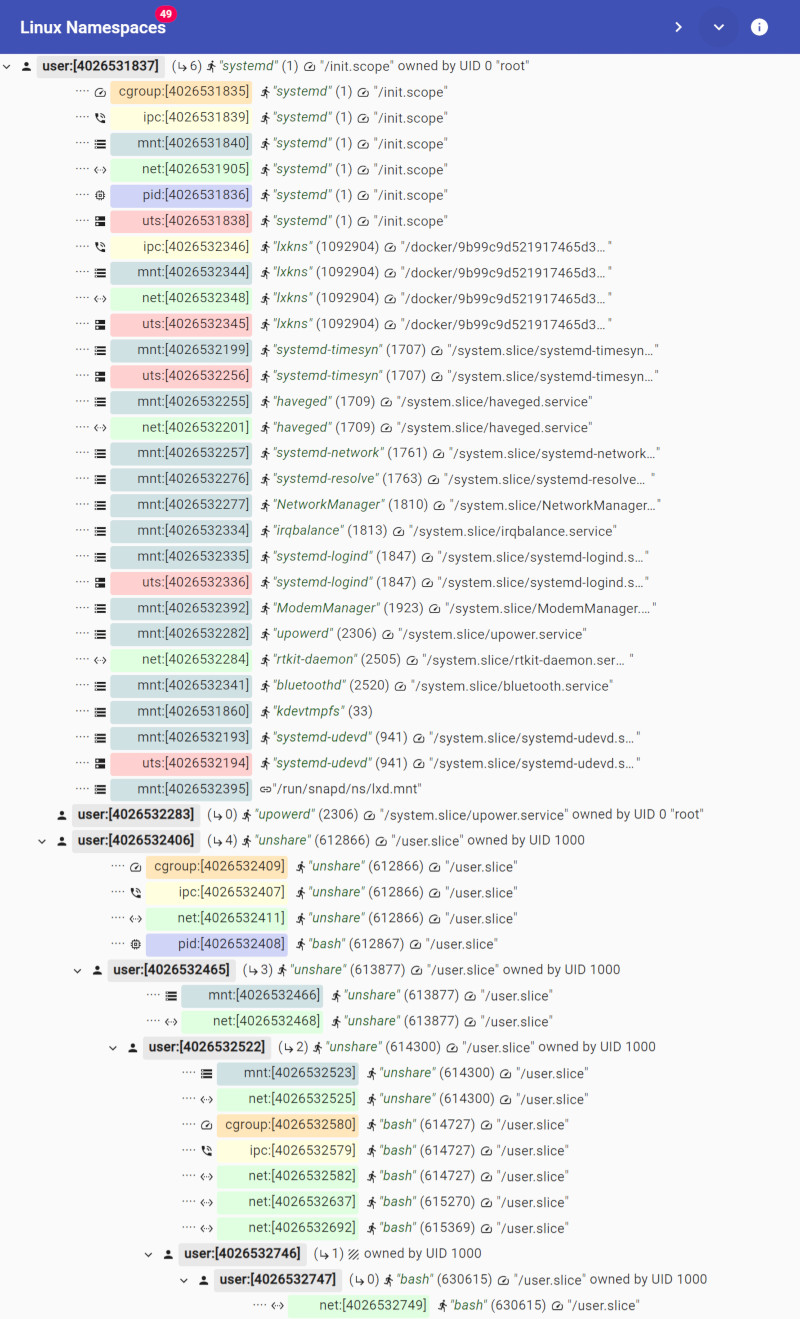 Linux Namespaces 49
user:[4026531837] (↳6) "systemd" (1) "/init.scope" owned by UID 0 "root"
cgroup:[4026531835] "systemd" (1) "/init.scope"
ipc:[4026531839] "systemd" (1) "/init.scope"
mnt:[4026531840] "systemd" (1) "/init.scope"
net:[4026531905] "systemd" (1) "/init.scope"
pid:[4026531836] "systemd" (1) "/init.scope"
uts:[4026531838] "systemd" (1) "/init.scope"
ipc:[4026532346] "lxkns" (1092904) "/docker/9b99c9d521917465d3… "
mnt:[4026532344] "lxkns" (1092904) "/docker/9b99c9d521917465d3… "
net:[4026532348] "lxkns" (1092904) "/docker/9b99c9d521917465d3… "
uts:[4026532345] "lxkns" (1092904) "/docker/9b99c9d521917465d3… "
mnt:[4026532199] "systemd-timesyn" (1707) "/system.slice/systemd-timesyn…"
uts:[4026532256] "systemd-timesyn" (1707) "/system.slice/systemd-timesyn…"
mnt:[4026532255] "haveged" (1709) "/system.slice/haveged.service"
net:[4026532201] "haveged" (1709) "/system.slice/haveged.service"
mnt:[4026532257] "systemd-network" (1761) "/system.slice/systemd-network…"
mnt:[4026532276] "systemd-resolve" (1763) "/system.slice/systemd-resolve… "
mnt:[4026532277] "NetworkManager" (1810) "/system.slice/NetworkManager…"
mnt:[4026532334] "irqbalance" (1813) "/system.slice/irqbalance.service"
mnt:[4026532335] "systemd-logind" (1847) "/system.slice/systemd-logind.s…"
uts:[4026532336] "systemd-logind" (1847) "/system.slice/systemd-logind.s…"
mnt:[4026532392] "ModemManager" (1923) "/system.slice/ModemManager.…"
mnt:[4026532282] "upowerd" (2306) "/system.slice/upower.service"
net:[4026532284] "rtkit-daemon" (2505) "/system.slice/rtkit-daemon.ser… "
mnt:[4026532341] "bluetoothd" (2520) "/system.slice/bluetooth.service"
mnt:[4026531860] "kdevtmpfs" (33)
mnt:[4026532193] "systemd-udevd" (941) "/system.slice/systemd-udevd.s…"
uts:[4026532194] "systemd-udevd" (941) "/system.slice/systemd-udevd.s…"
mnt:[4026532395] "/run/snapd/ns/lxd.mnt"
user:[4026532283] (↳0) "upowerd" (2306) "/system.slice/upower.service" owned by UID 0 "root"
user:[4026532406] (↳4) "unshare" (612866) "/user.slice" owned by UID 1000
cgroup:[4026532409] "unshare" (612866) "/user.slice"
ipc:[4026532407] "unshare" (612866) "/user.slice"
net:[4026532411] "unshare" (612866) "/user.slice"
pid:[4026532408] "bash" (612867) "/user.slice"
user:[4026532465] (↳3) "unshare" (613877) "/user.slice" owned by UID 1000
mnt:[4026532466] "unshare" (613877) "/user.slice"
net:[4026532468] "unshare" (613877) "/user.slice"
user:[4026532522] (↳2) "unshare" (614300) "/user.slice" owned by UID 1000
mnt:[4026532523] "unshare" (614300) "/user.slice"
net:[4026532525] "unshare" (614300) "/user.slice"
cgroup:[4026532580] "bash" (614727) "/user.slice"
ipc:[4026532579] "bash" (614727) "/user.slice"
net:[4026532582] "bash" (614727) "/user.slice"
net:[4026532637] "bash" (615270) "/user.slice"
net:[4026532692] "bash" (615369) "/user.slice"
user:[4026532746] (↳1) owned by UID 1000
user:[4026532747] (↳0) "bash" (630615) "/user.slice" owned by UID 1000
net:[4026532749] "bash" (630615) "/user.slice"